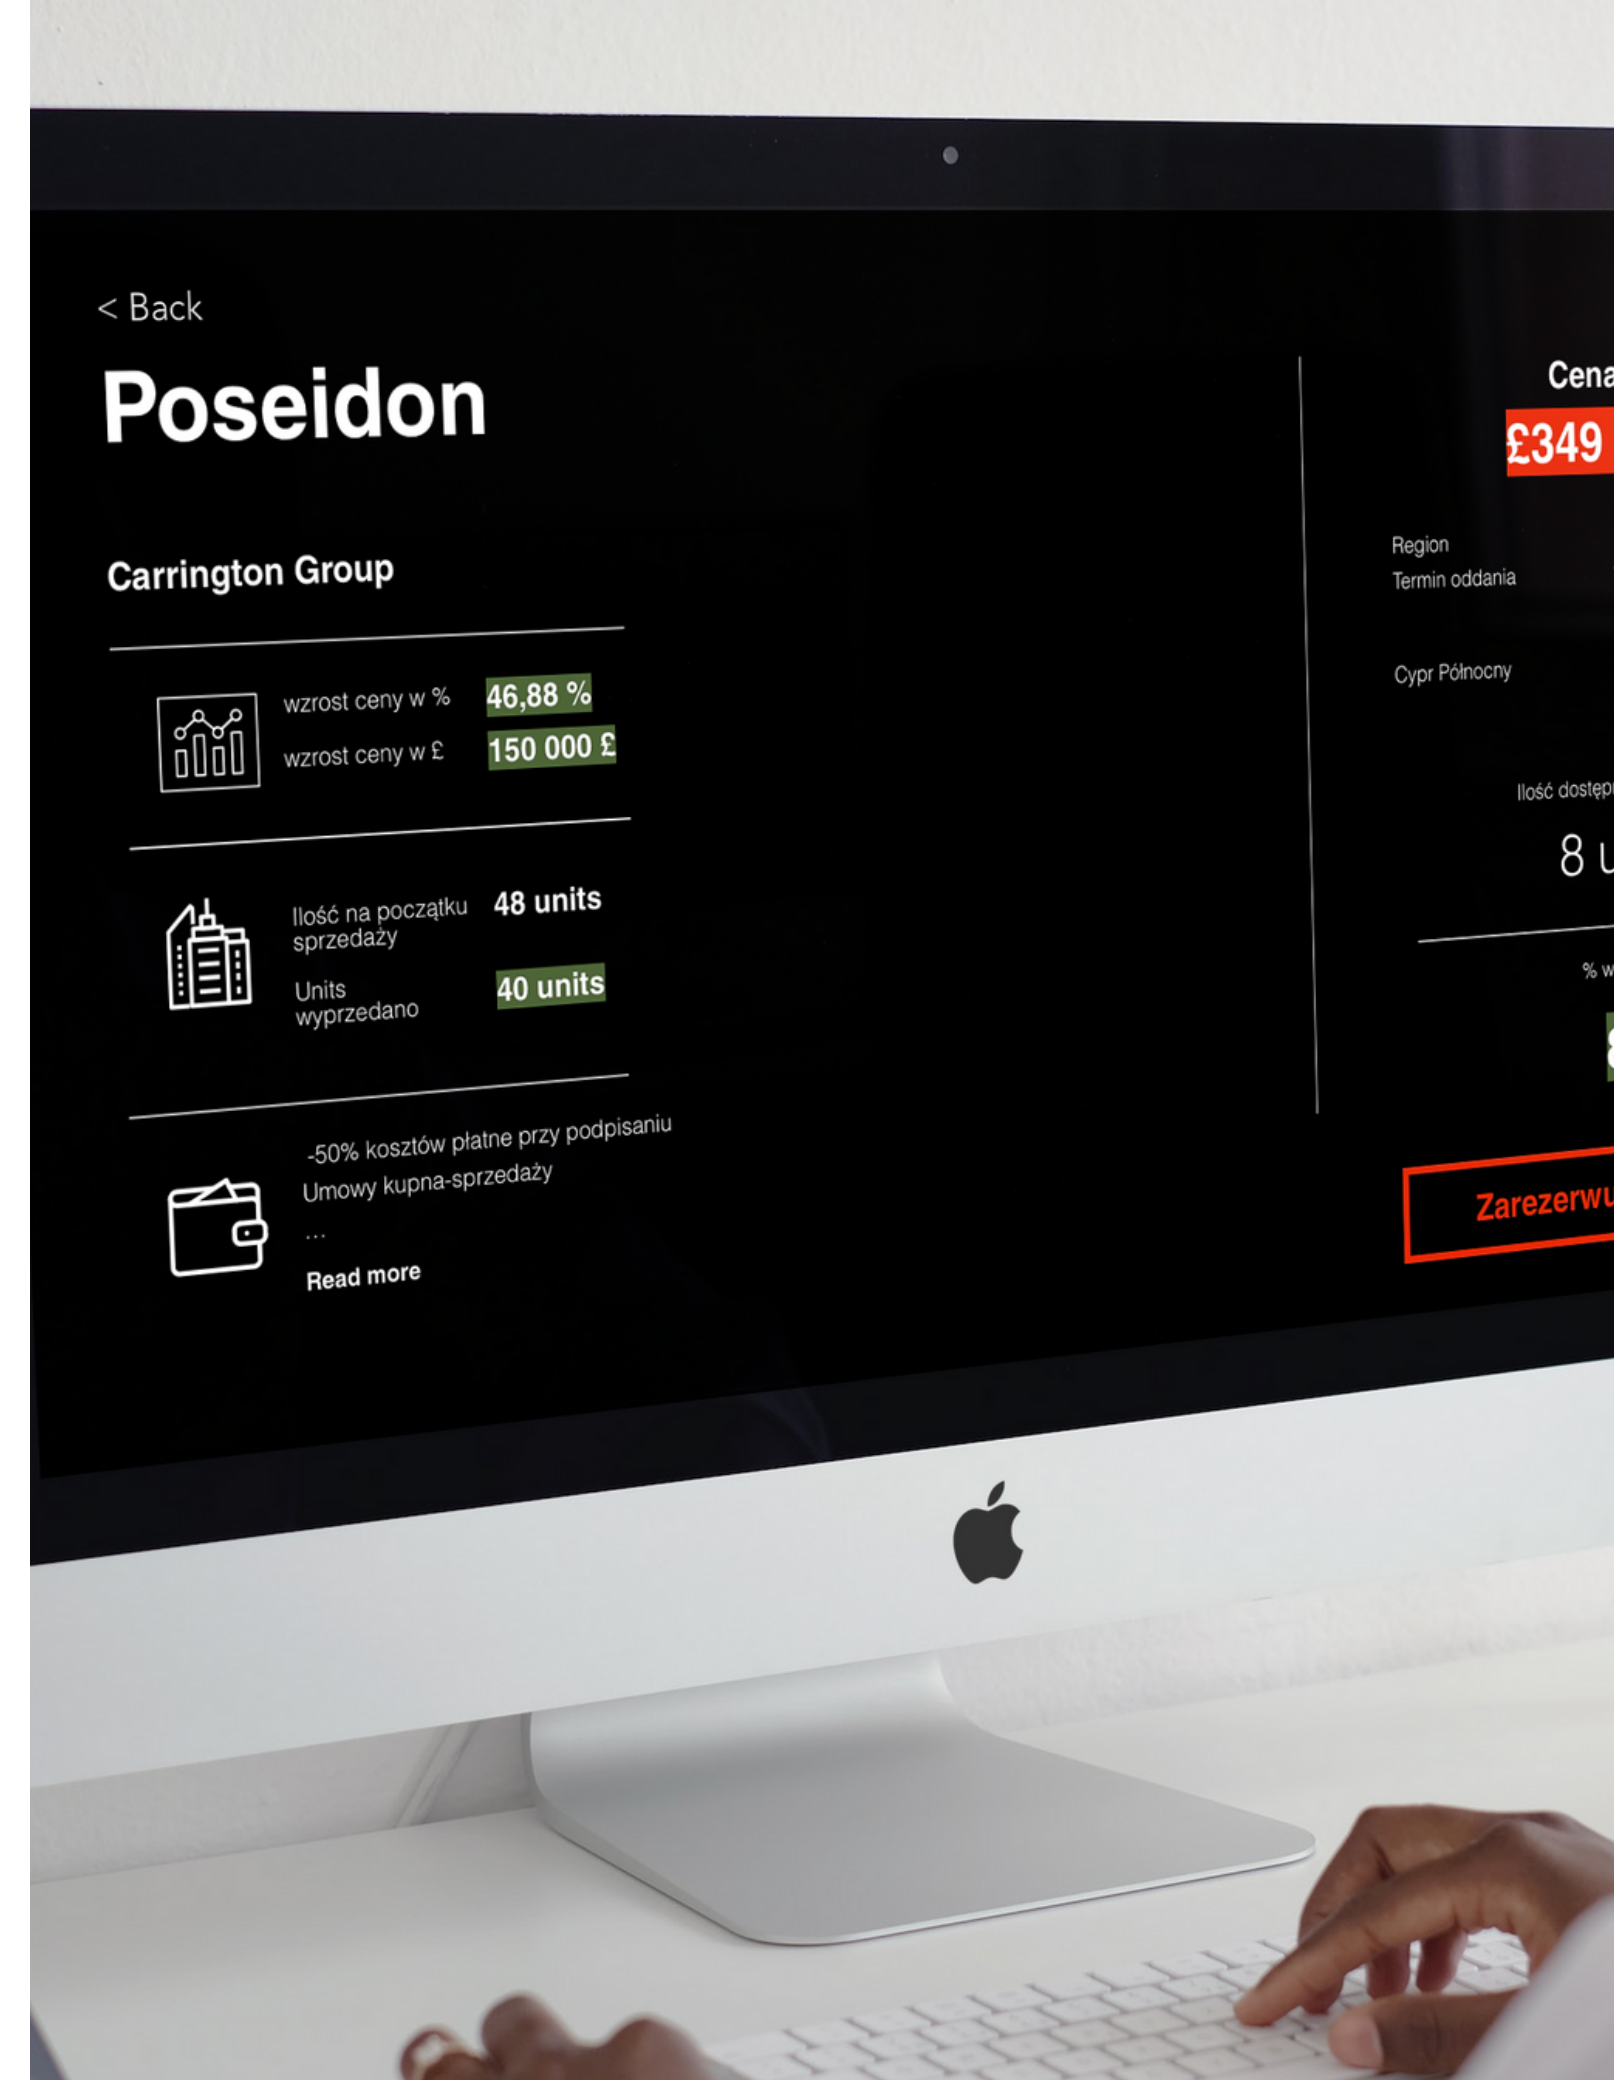 < Back
Poseidon
Carrington Group
wzrost ceny w % 46,88 %
wzrost ceny w £ 150 000 £
Ilość na początku sprzedaży 48 units
Units wyprzedano 40 units
-50% kosztów płatne przy podpisaniu
Umowy kupna-sprzedaży
...
Read more
Cena
£349
Region
Termin oddania
Cypr Północny
8
%